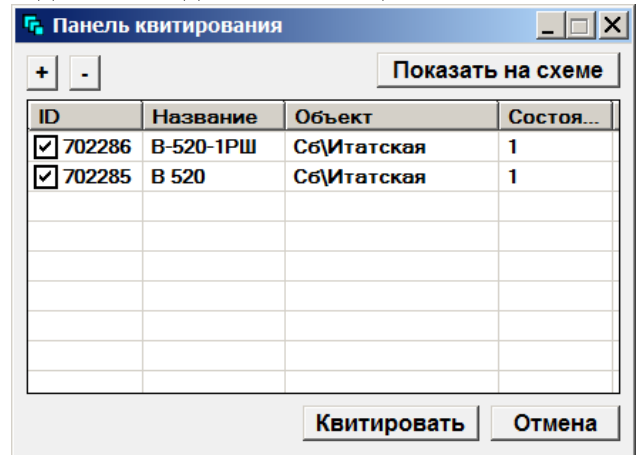 Панель квитирования
+ - Показать на схеме
ID Название Объект Состоя...
702286 В-520-1РШ Сб\Итатская 1
702285 В 520 Сб\Итатская 1
Квитировать Отмена